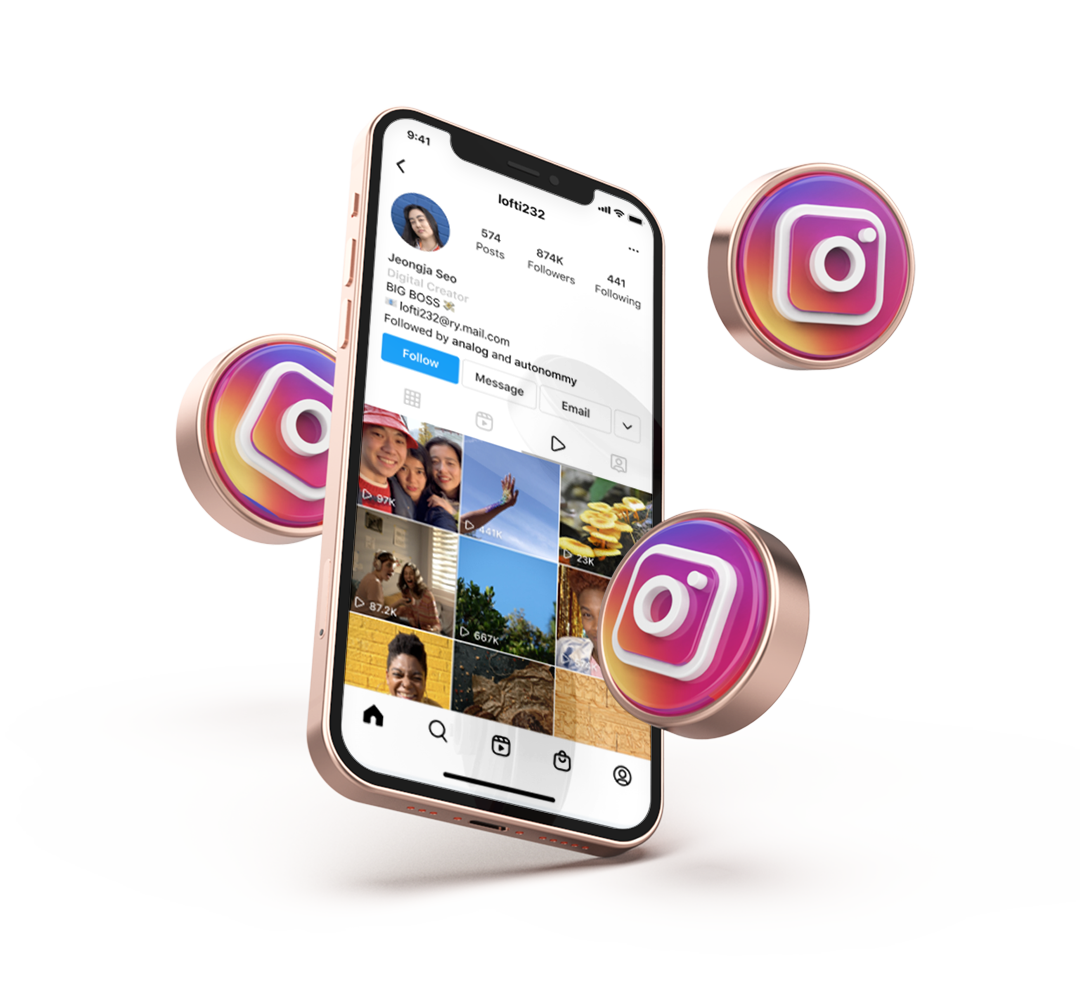 9:41
lofti232
574
Posts
874K
Followers
441
Following
Jeongja Seo
Digital Creator
BIG BOSS 💸
📧 lofti232@ry.mail.com
Followed by analog and autonommy
Follow
Message
Email
97K
441K
23K
87.2K
667K